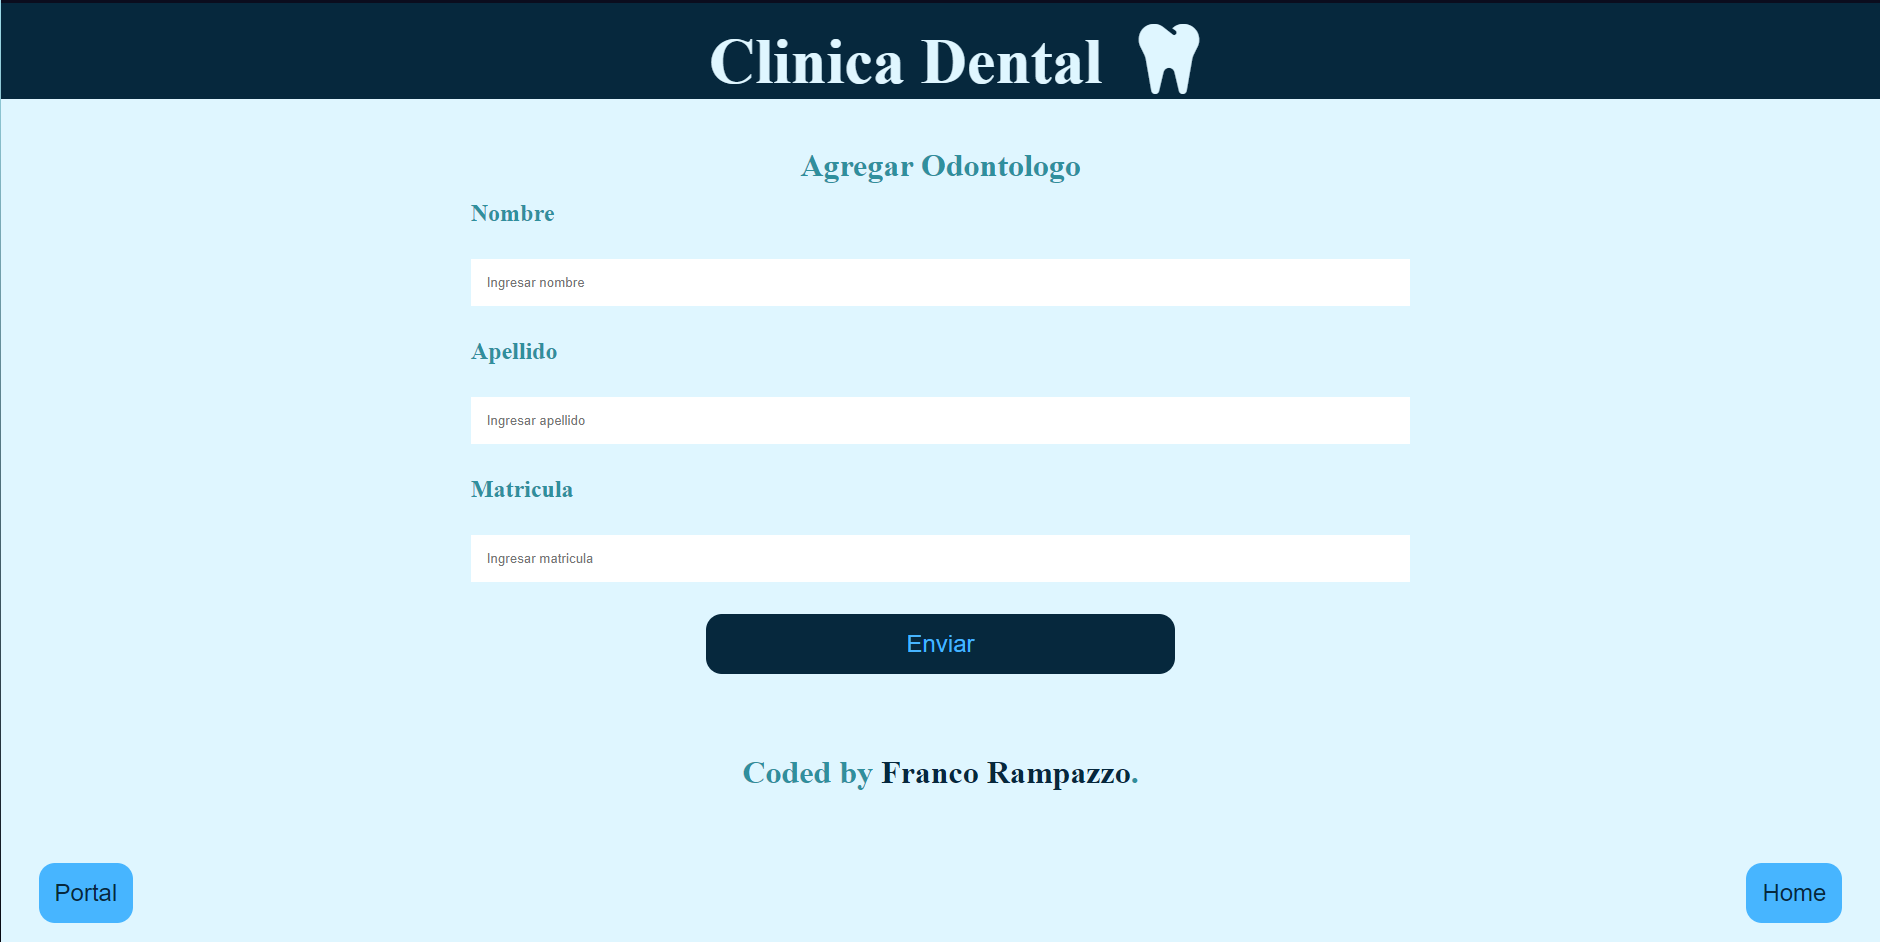 Clinica Dental
Agregar Odontologo
Nombre
Ingresar nombre
Apellido
Ingresar apellido
Matricula
Ingresar matricula
Enviar
Coded by Franco Rampazzo.
Portal
Home